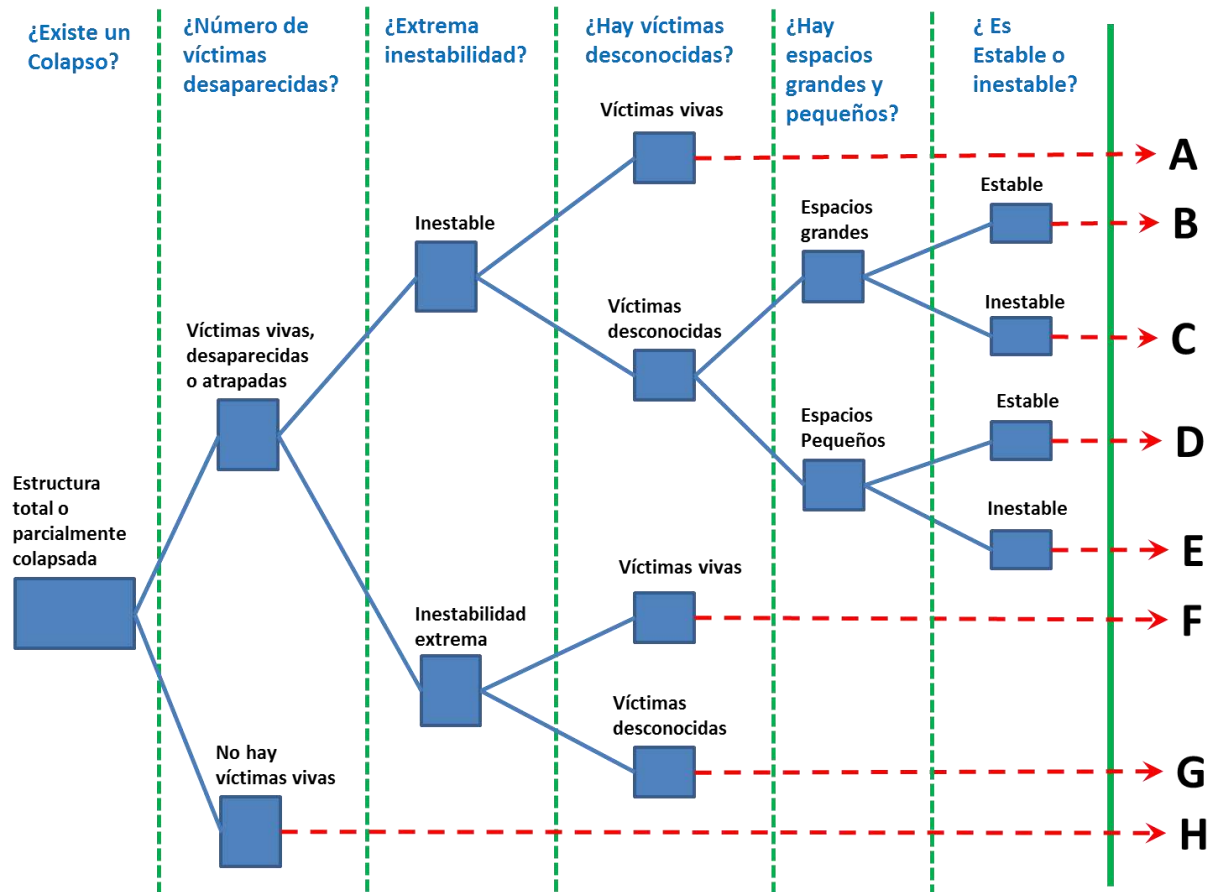 ¿Existe un
Colapso?
¿Número de
víctimas
desaparecidas?
¿Extrema
inestabilidad?
¿Hay víctimas
desconocidas?
¿Hay
espacios
grandes y
pequeños?
¿ Es
Estable o
inestable?
Víctimas vivas
A
Estable
Espacios
grandes
B
Inestable
Víctimas
desconocidas
Inestable
C
Víctimas vivas,
desaparecidas
o atrapadas
Estable
Espacios
Pequeños
D
Estructura
total o
parcialmente
colapsada
Inestable
E
Víctimas vivas
Inestabilidad
extrema
F
Víctimas
desconocidas
No hay
víctimas vivas
G
H